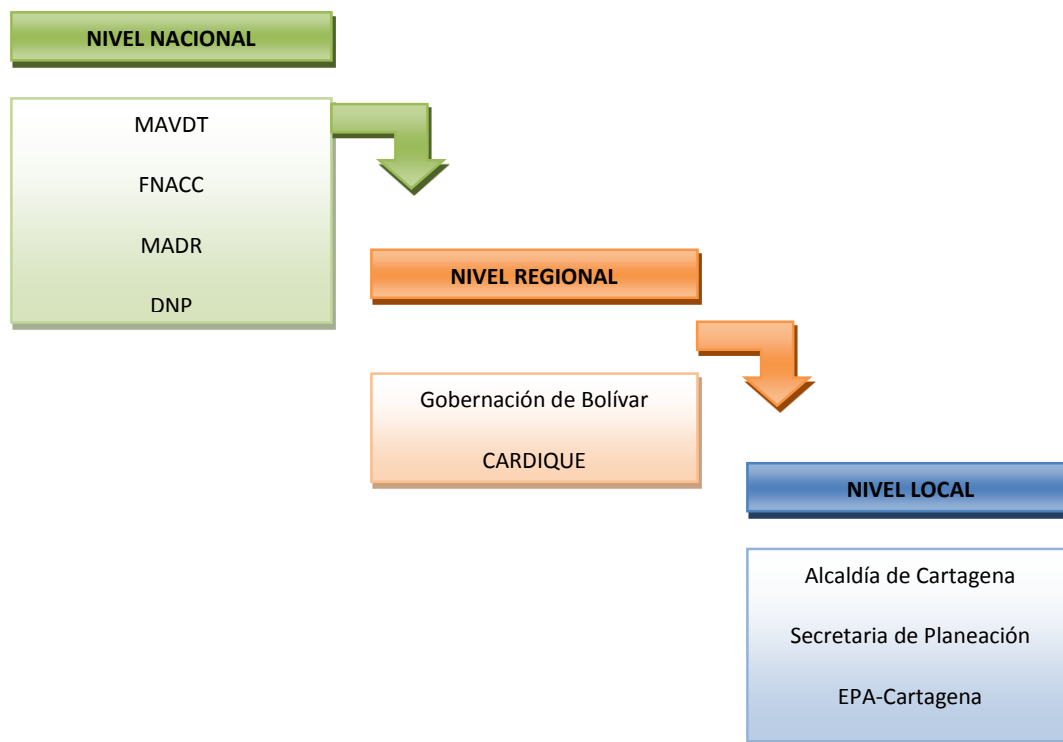 NIVEL NACIONAL
MAVDT
FNACC
MADR
DNP
NIVEL REGIONAL
Gobernación de Bolívar
CARDIQUE
NIVEL LOCAL
Alcaldía de Cartagena
Secretaria de Planeación
EPA-Cartagena